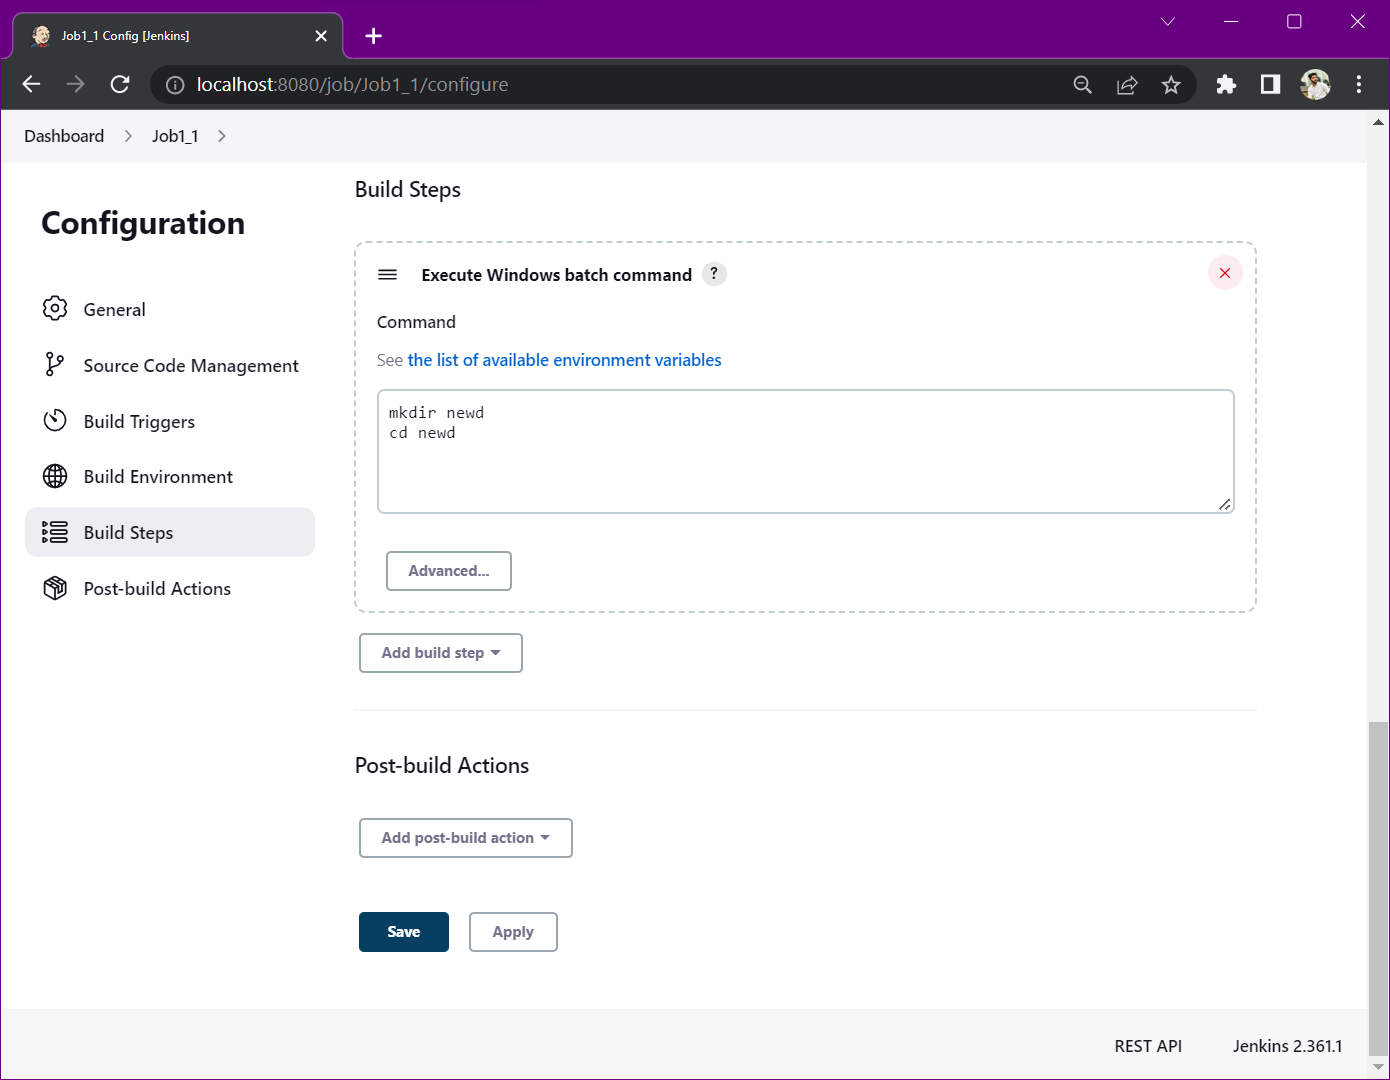 Job1_1 Config [Jenkins]
localhost:8080/job/Job1_1/configure
Dashboard
Job1_1
Configuration
General
Source Code Management
Build Triggers
Build Environment
Build Steps
Post-build Actions
Build Steps
Execute Windows batch command ?
Command
See the list of available environment variables
mkdir newd
cd newd
Advanced...
Add build step
Post-build Actions
Add post-build action
Save
Apply
REST API
Jenkins 2.361.1